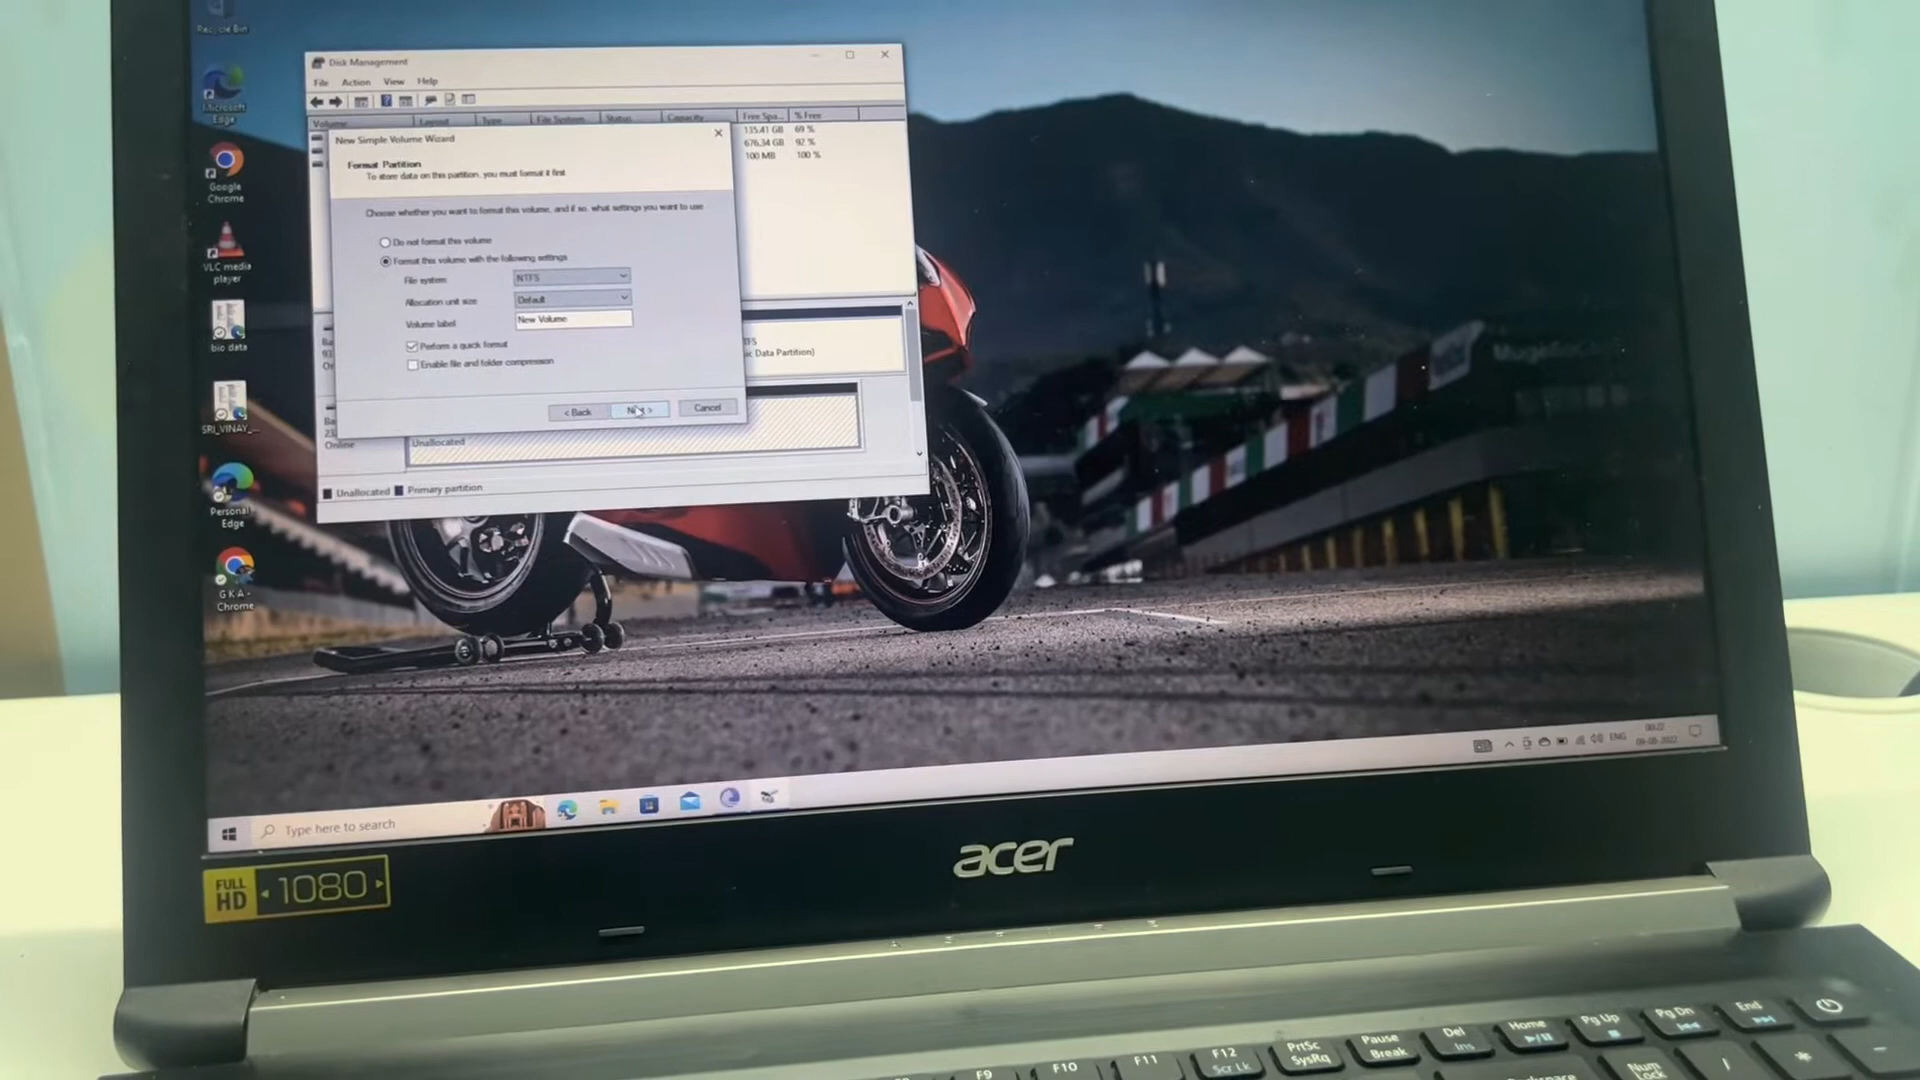 Recycle Bin
Microsoft Edge
Google Chrome
VLC media player
bio data
SRI_VINAY_...
Personal Edge
G K A - Chrome
Disk Management
File Action View Help
Volume Layout Type File System Status Capacity Free Spa... % Free
135.41 GB 69 %
676.34 GB 92 %
100 MB 100 %
New Simple Volume Wizard
Format Partition
To store data on this partition, you must format it first
Choose whether you want to format this volume, and if so, what settings you want to use
Do not format this volume
Format this volume with the following settings
File system NTFS
Allocation unit size Default
Volume label New Volume
Perform a quick format
Enable file and folder compression
< Back Next > Cancel
ic Data Partition)
Online
Unallocated
Unallocated Primary partition
Type here to search
ENG
00:22
09-08-2022
FULL HD 1080
acer
F9 F10 F11 F12 Scr Lk PrtSc SysRq Pause Break Del Ins Home Pg Up Pg Dn End
Num Lock / * -